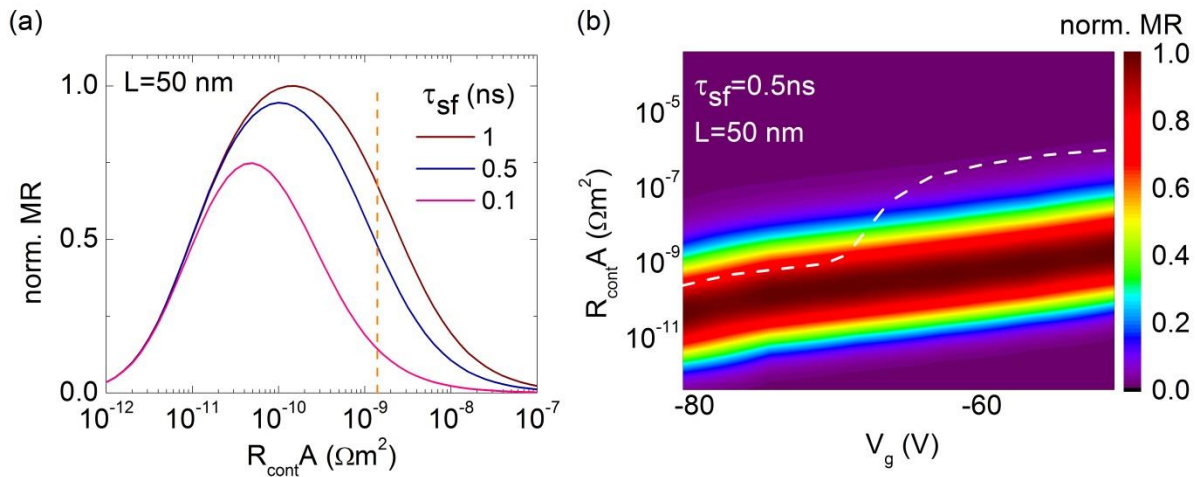 (a)
L=50 nm
τsf (ns)
1
0.5
0.1
1.0
0.5
0.0
norm. MR
10^-12
10^-11
10^-10
10^-9
10^-8
10^-7
RcontA (Ωm²)
(b)
norm. MR
τsf=0.5ns
L=50 nm
10^-5
10^-7
10^-9
10^-11
RcontA (Ωm²)
-80
-60
Vg (V)
1.0
0.8
0.6
0.4
0.2
0.0